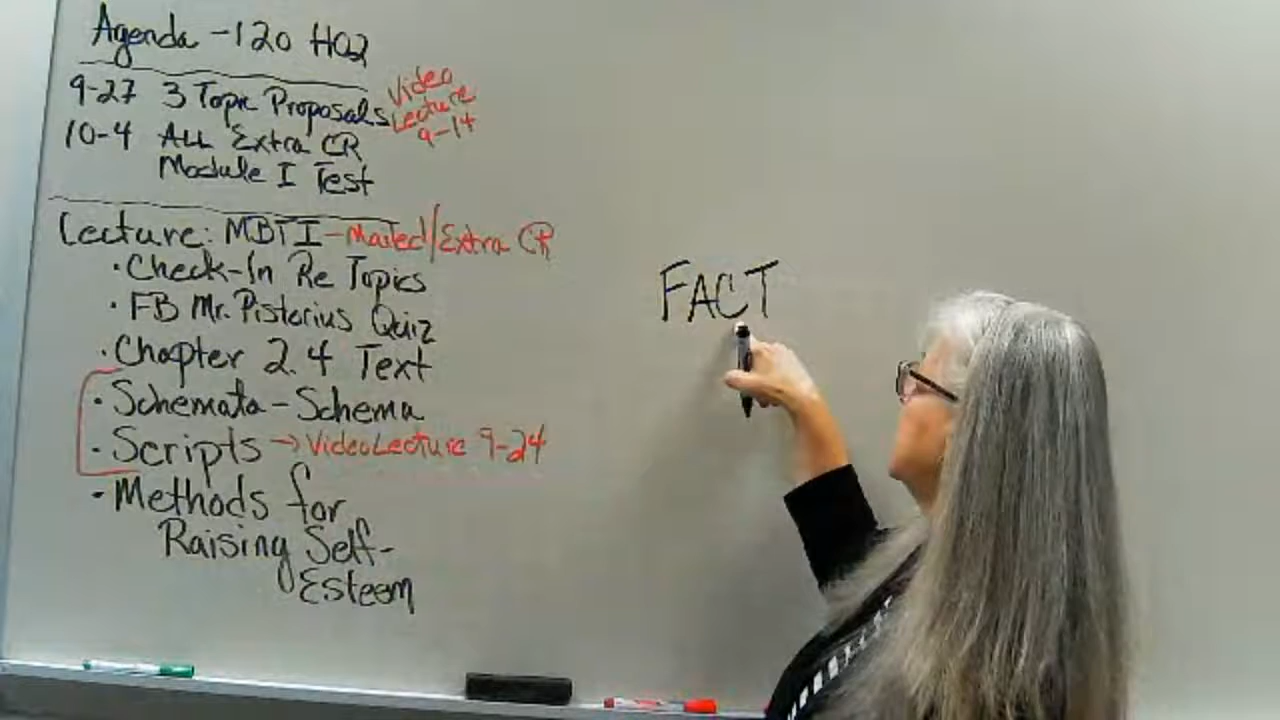 Agenda - 120 HO2
9-27 3 Topic Proposals
Video
Lecture
9-14
10-4 ALL Extra CR
Module I Test
Lecture: MBTI - Mailed/Extra CR
• Check-In Re Topics
• FB Mr. Pistorius Quiz
• Chapter 2.4 Text
• Schemata - Schema
• Scripts → Video Lecture 9-24
• Methods for
Raising Self-
Esteem
FACT